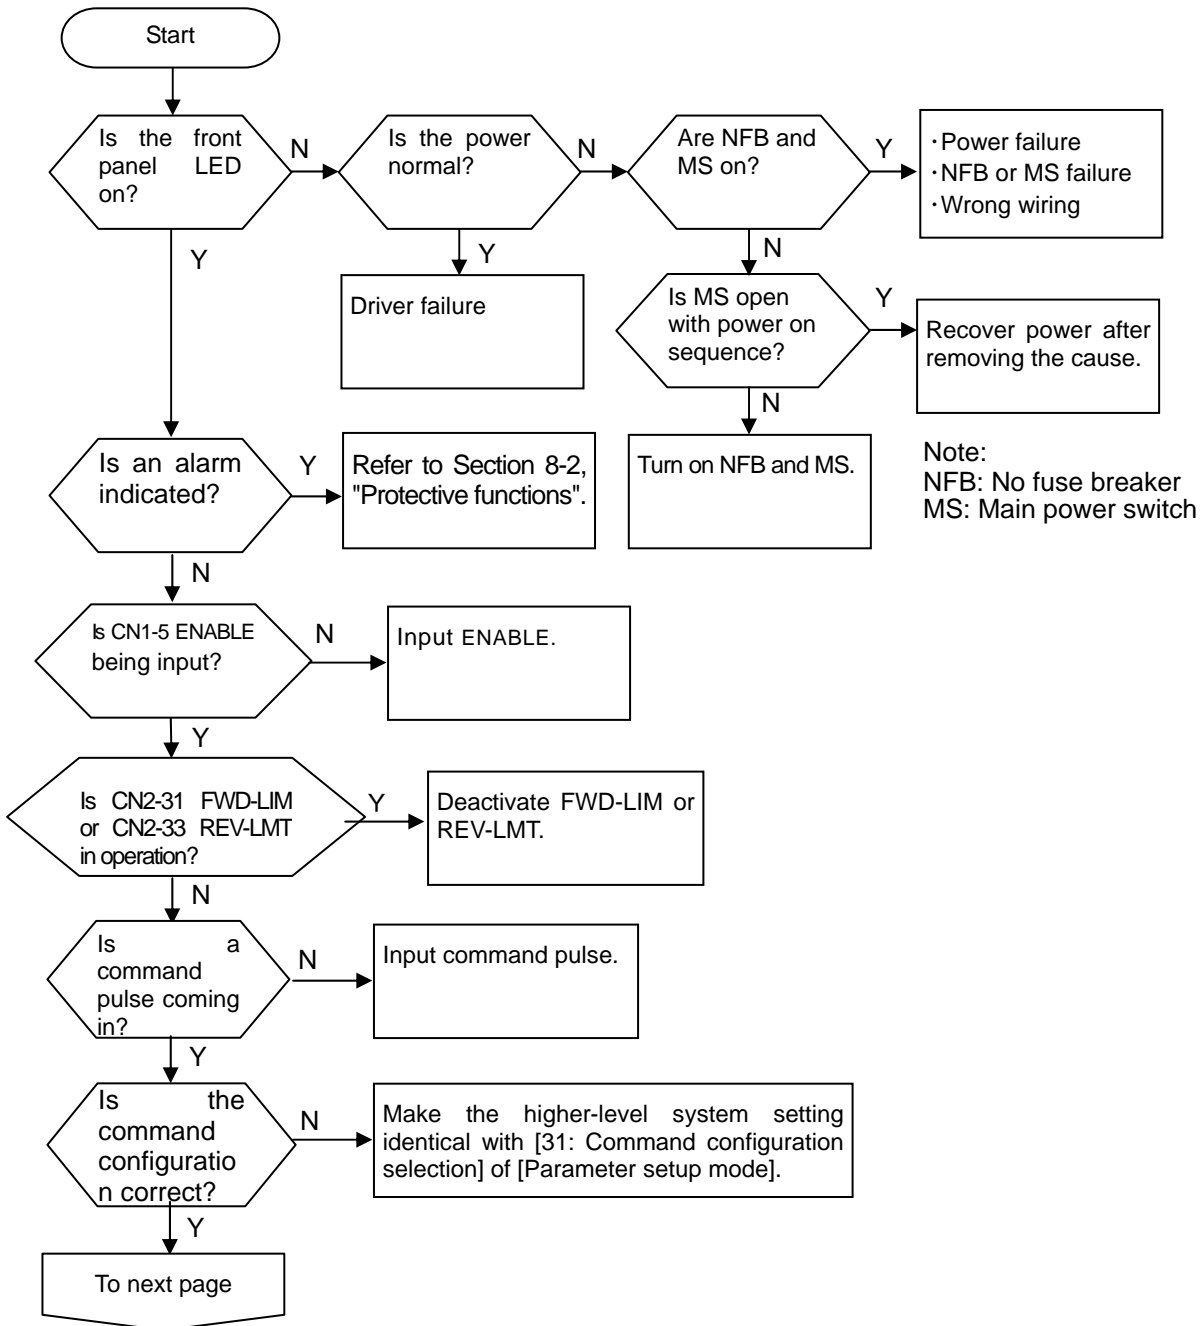 Start
Is the front
panel LED
on?
N
Is the power
normal?
N
Are NFB and
MS on?
Y
・Power failure
・NFB or MS failure
・Wrong wiring
Y
Y
N
Driver failure
Is MS open
with power on
sequence?
Y
Recover power after
removing the cause.
N
Turn on NFB and MS.
Note:
NFB: No fuse breaker
MS: Main power switch
Is an alarm
indicated?
Y
Refer to Section 8-2,
"Protective functions".
N
Is CN1-5 ENABLE
being input?
N
Input ENABLE.
Y
Is CN2-31 FWD-LIM
or CN2-33 REV-LMT
in operation?
Y
Deactivate FWD-LIM or
REV-LMT.
N
Is a
command
pulse coming
in?
N
Input command pulse.
Y
Is the
command
configuratio
n correct?
N
Make the higher-level system setting
identical with [31: Command configuration
selection] of [Parameter setup mode].
Y
To next page